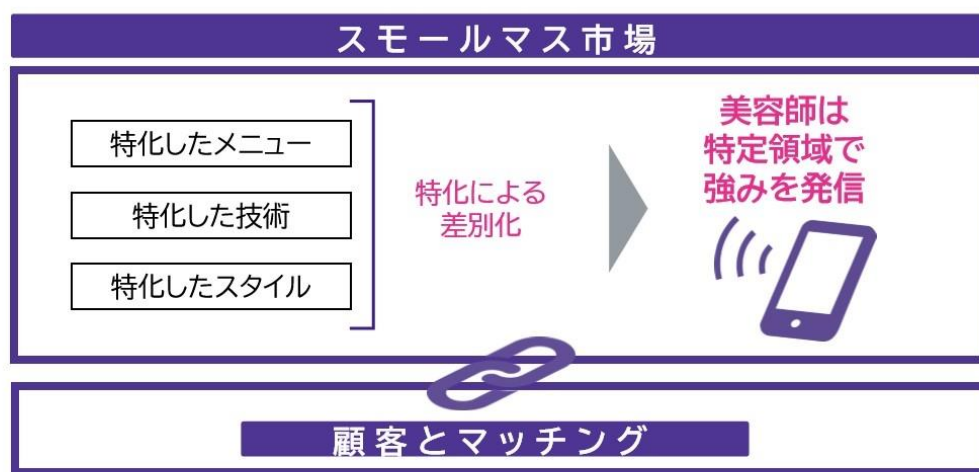 スモールマス市場
特化したメニュー
特化した技術
特化したスタイル
特化による
差別化
美容師は
特定領域で
強みを発信
顧客とマッチング